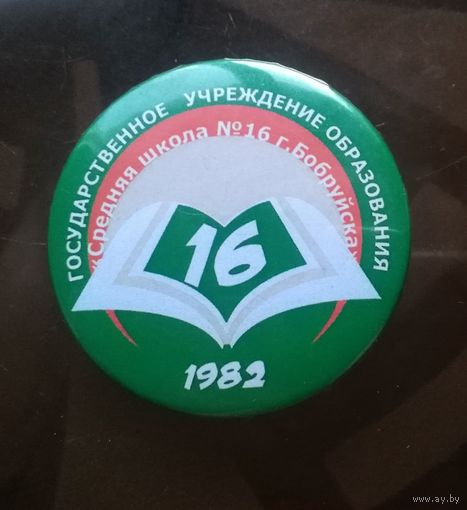 ГОСУДАРСТВЕННОЕ УЧРЕЖДЕНИЕ ОБРАЗОВАНИЯ
«Средняя школа №16 г.Бобруйска»
16
1982
www.ay.by